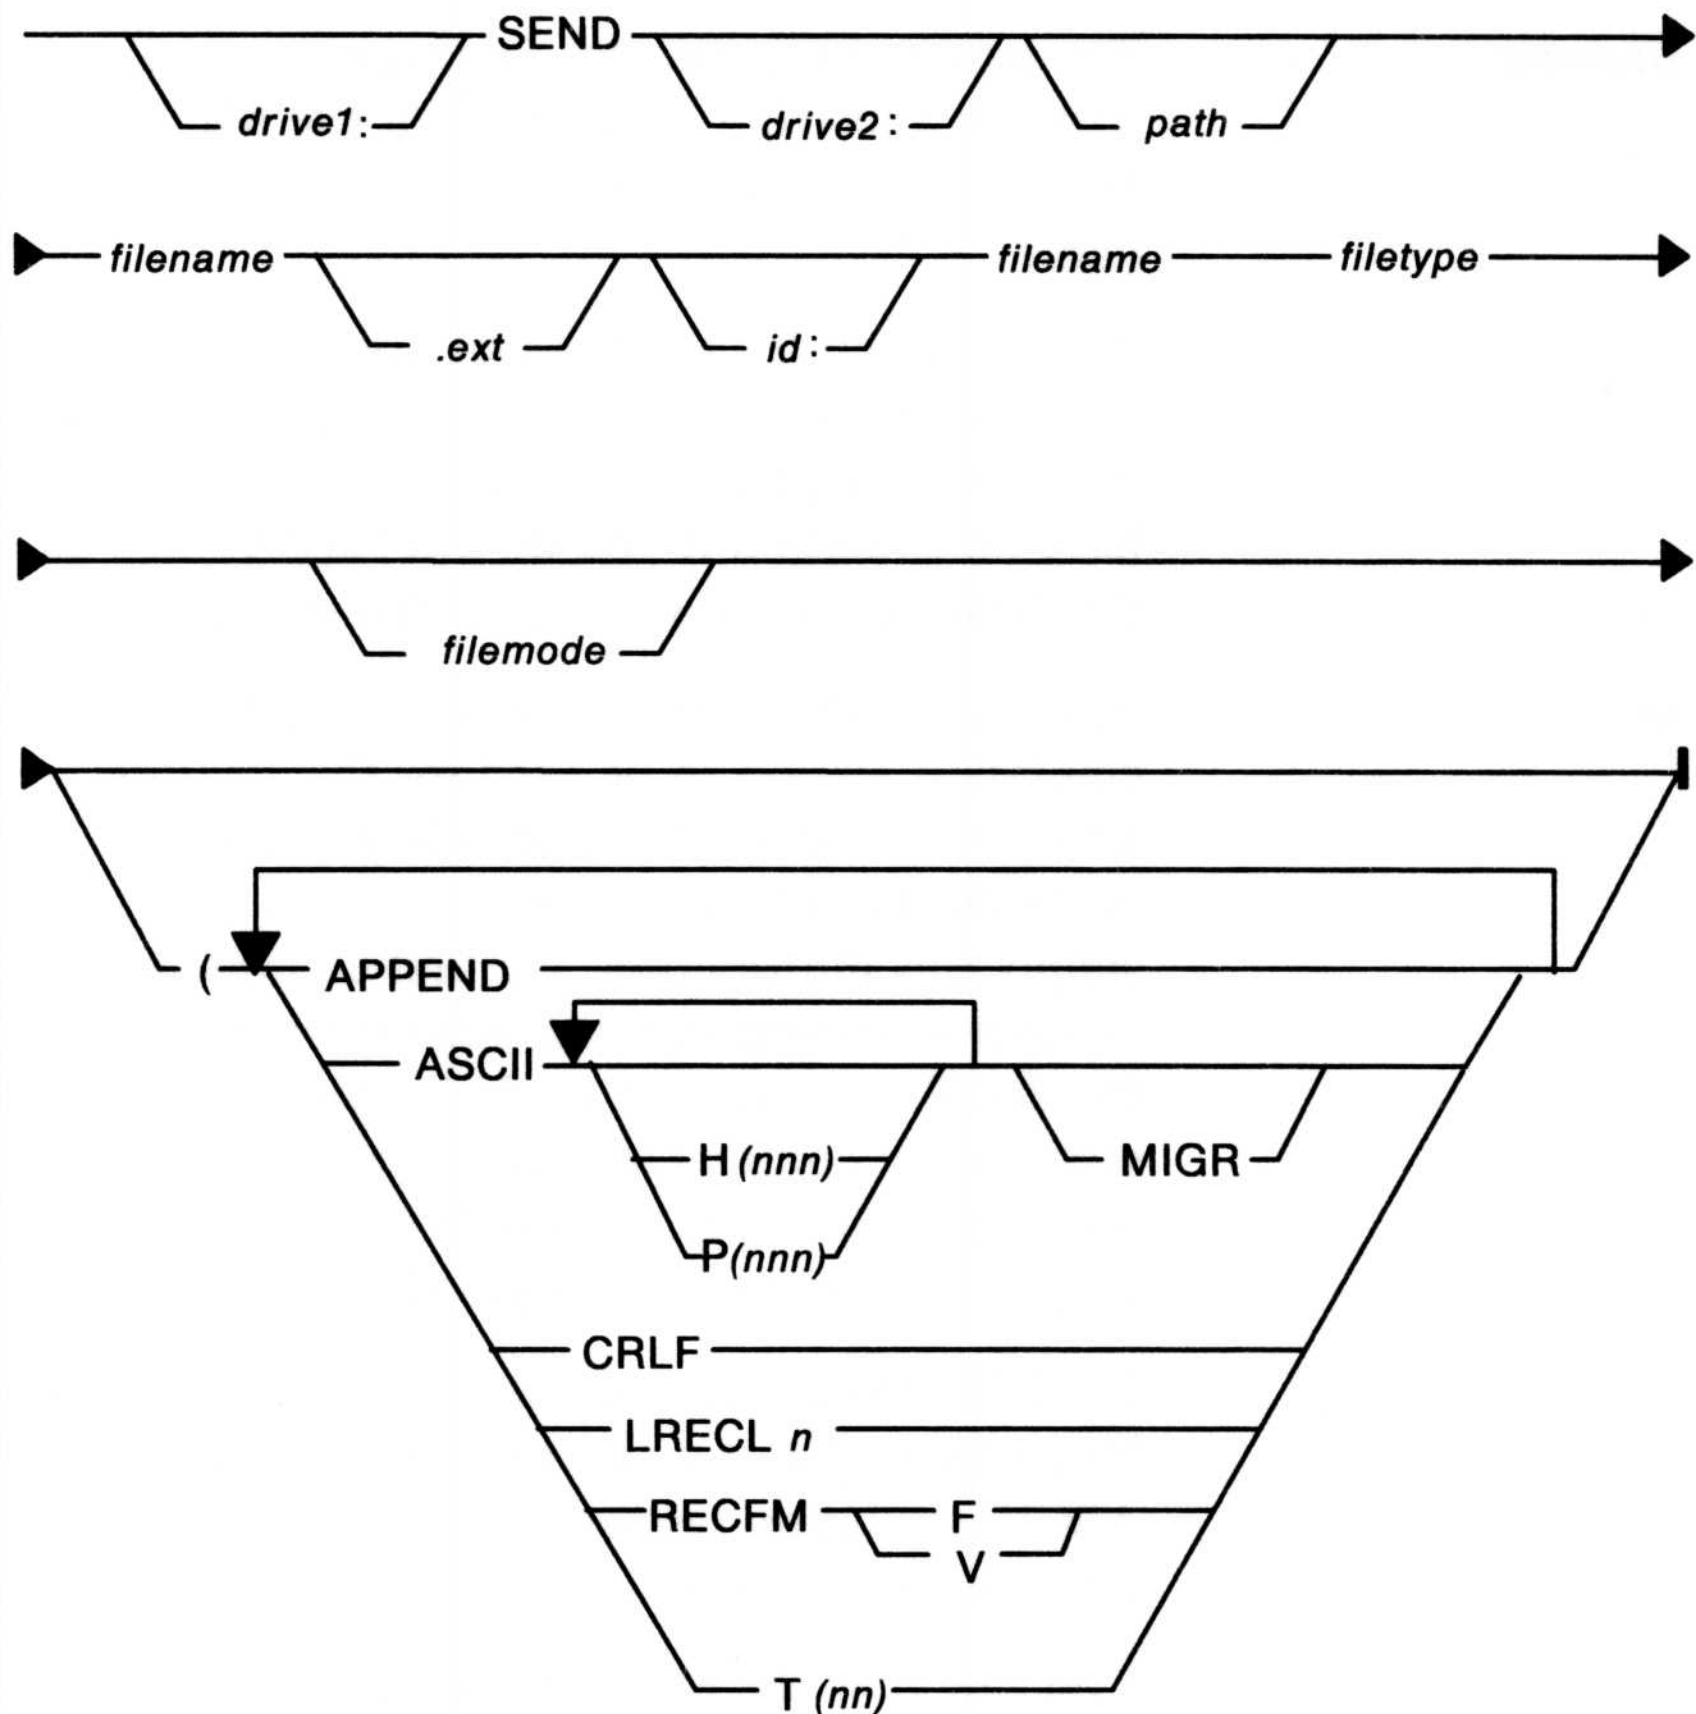 SEND
drive1: drive2: path
filename filename filetype
.ext id:
filemode
( APPEND
ASCII
H (nnn) MIGR
P(nnn)
CRLF
LRECL n
RECFM F
V
T (nn)